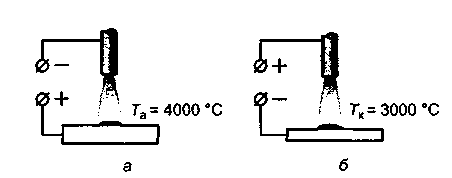 − +
+ −
Tа = 4000 °C Tк = 3000 °C
а б